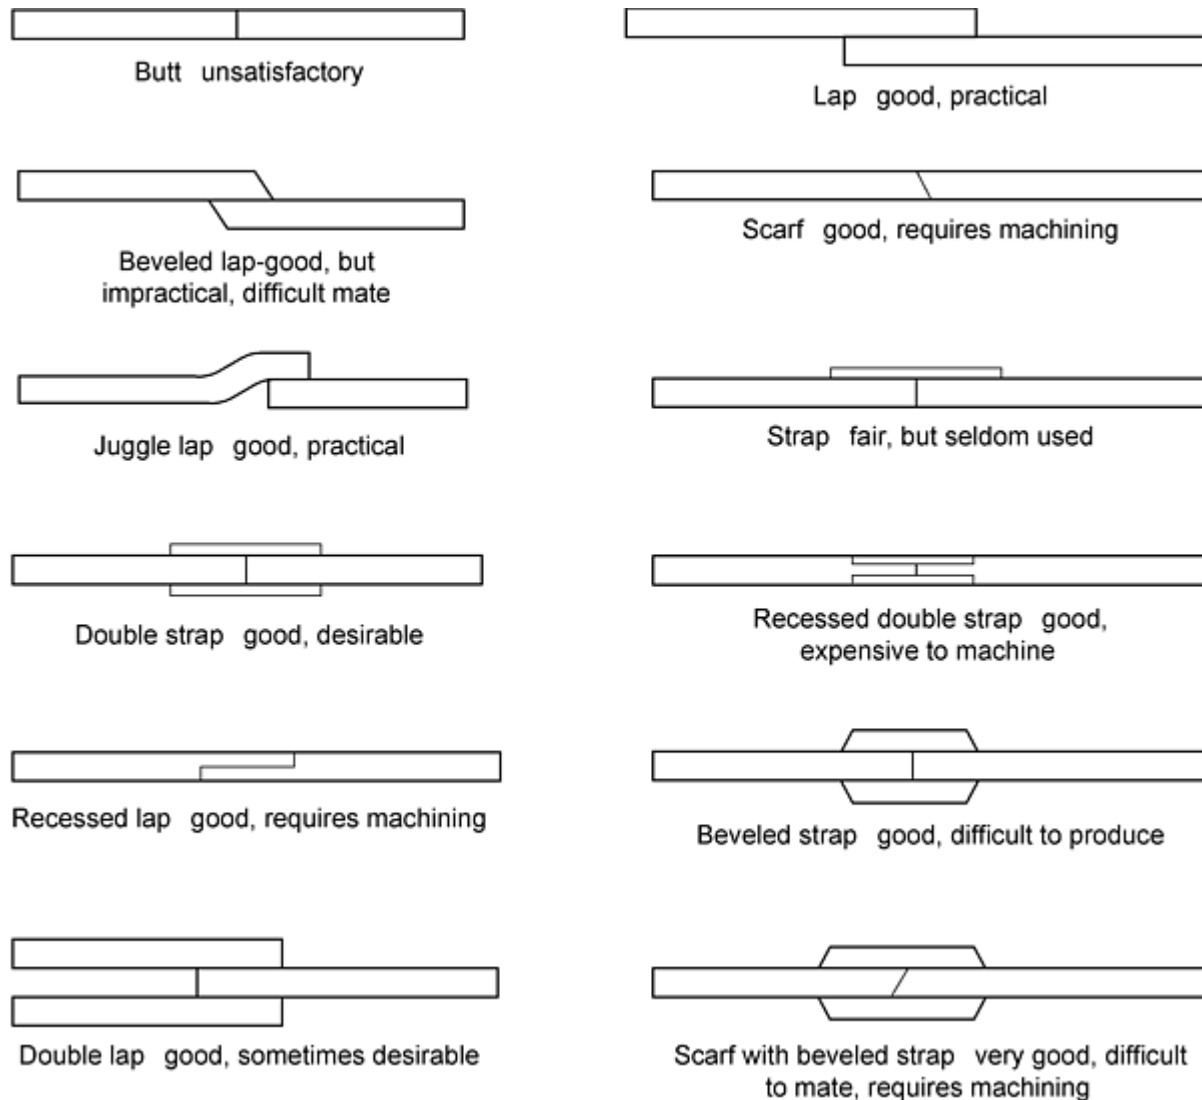 Butt unsatisfactory
Lap good, practical
Beveled lap-good, but
impractical, difficult mate
Scarf good, requires machining
Juggle lap good, practical
Strap fair, but seldom used
Double strap good, desirable
Recessed double strap good,
expensive to machine
Recessed lap good, requires machining
Beveled strap good, difficult to produce
Double lap good, sometimes desirable
Scarf with beveled strap very good, difficult
to mate, requires machining